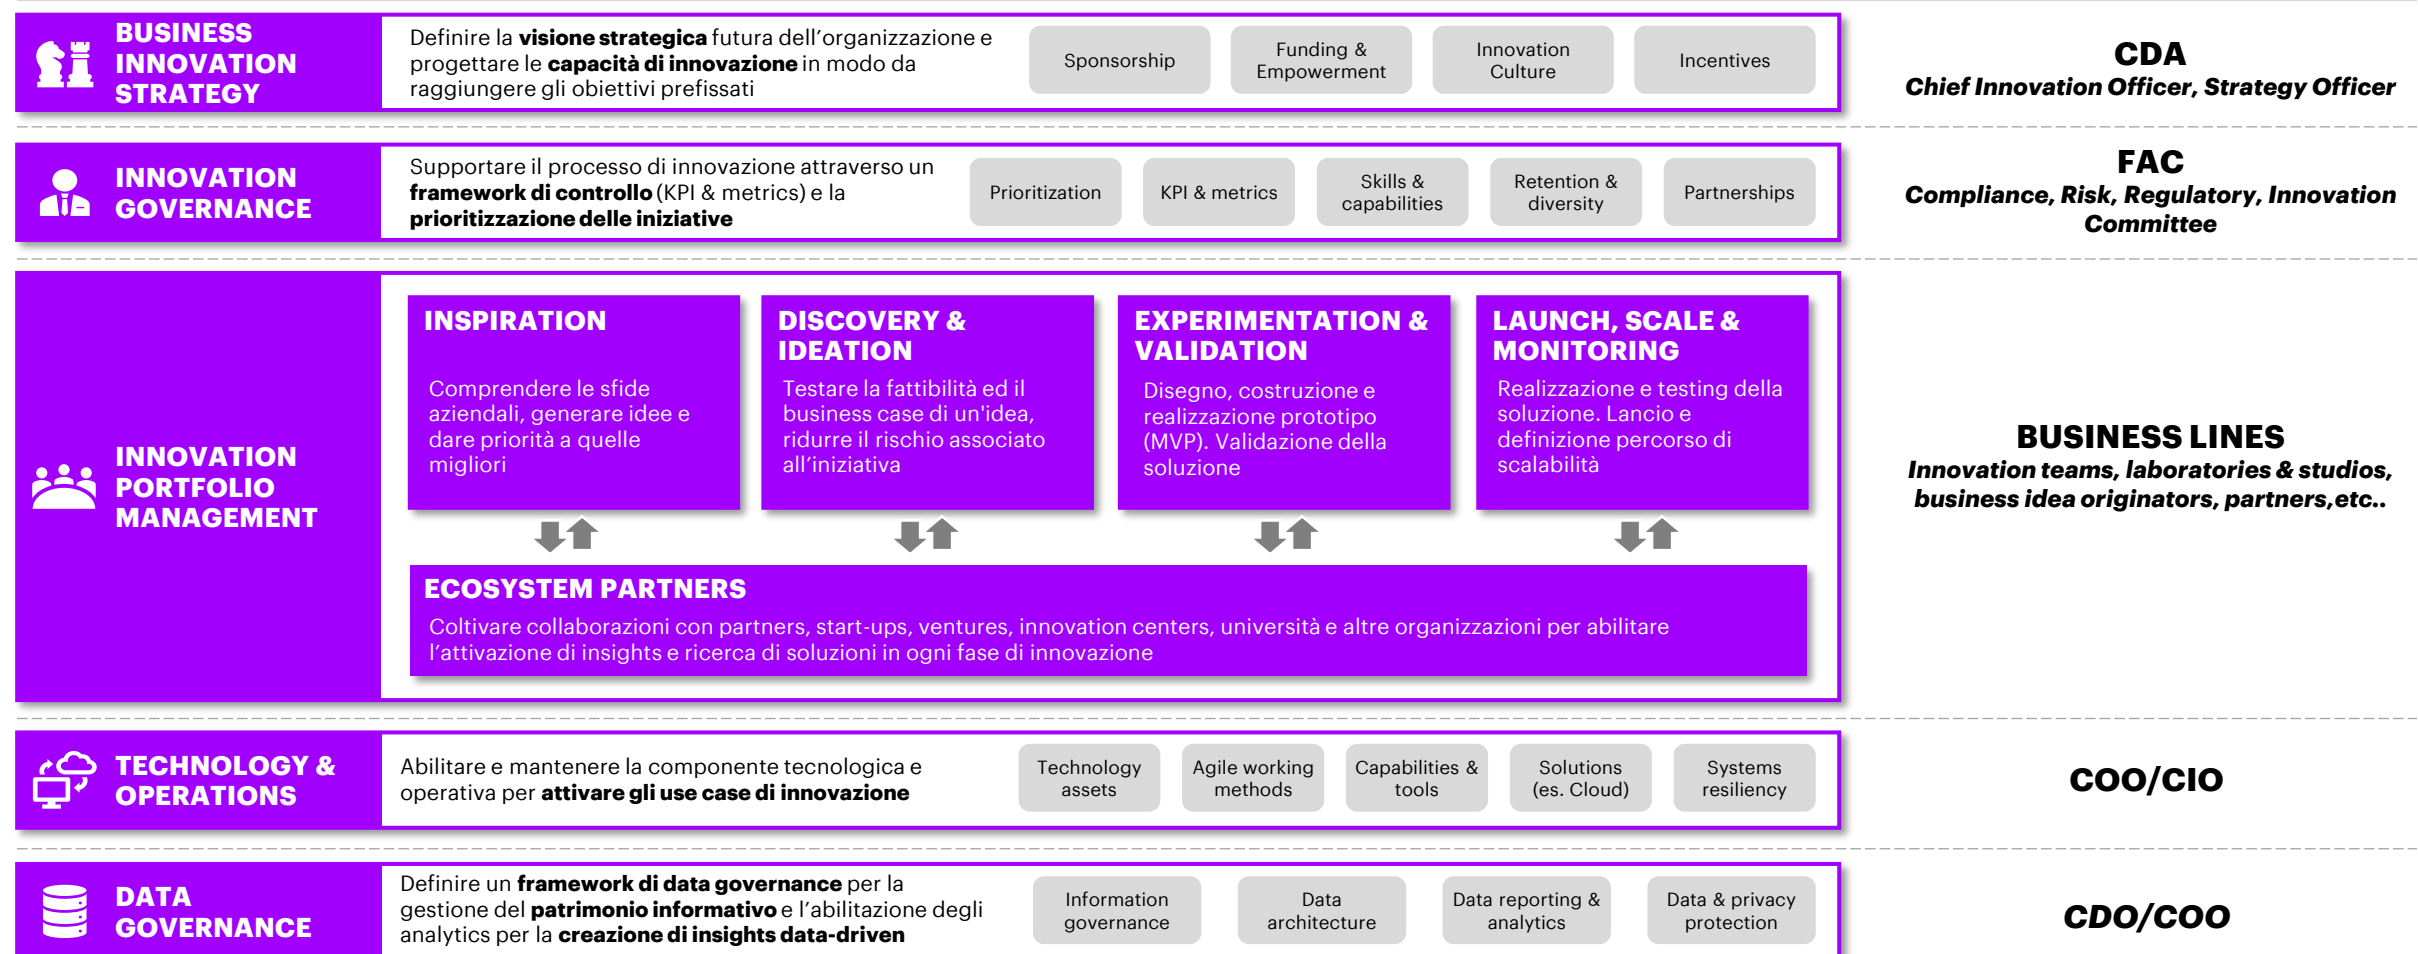 BUSINESS
INNOVATION
STRATEGY
Definire la visione strategica futura dell'organizzazione e
progettare le capacità di innovazione in modo da
raggiungere gli obiettivi prefissati
Sponsorship
Funding &
Empowerment
Innovation
Culture
Incentives
CDA
Chief Innovation Officer, Strategy Officer
INNOVATION
GOVERNANCE
Supportare il processo di innovazione attraverso un
framework di controllo (KPI & metrics) e la
prioritizzazione delle iniziative
Prioritization
KPI & metrics
Skills &
capabilities
Retention &
diversity
Partnerships
FAC
Compliance, Risk, Regulatory, Innovation
Committee
INNOVATION
PORTFOLIO
MANAGEMENT
INSPIRATION
Comprendere le sfide
aziendali, generare idee e
dare priorità a quelle
migliori
DISCOVERY &
IDEATION
Testare la fattibilità ed il
business case di un'idea,
ridurre il rischio associato
all'iniziativa
EXPERIMENTATION &
VALIDATION
Disegno, costruzione e
realizzazione prototipo
(MVP). Validazione della
soluzione
LAUNCH, SCALE &
MONITORING
Realizzazione e testing della
soluzione. Lancio e
definizione percorso di
scalabilità
ECOSYSTEM PARTNERS
Coltivare collaborazioni con partners, start-ups, ventures, innovation centers, università e altre organizzazioni per abilitare
l'attivazione di insights e ricerca di soluzioni in ogni fase di innovazione
BUSINESS LINES
Innovation teams, laboratories & studios,
business idea originators, partners,etc..
TECHNOLOGY &
OPERATIONS
Abilitare e mantenere la componente tecnologica e
operativa per attivare gli use case di innovazione
Technology
assets
Agile working
methods
Capabilities &
tools
Solutions
(es. Cloud)
Systems
resiliency
COO/CIO
DATA
GOVERNANCE
Definire un framework di data governance per la
gestione del patrimonio informativo e l'abilitazione degli
analytics per la creazione di insights data-driven
Information
governance
Data
architecture
Data reporting &
analytics
Data & privacy
protection
CDO/COO